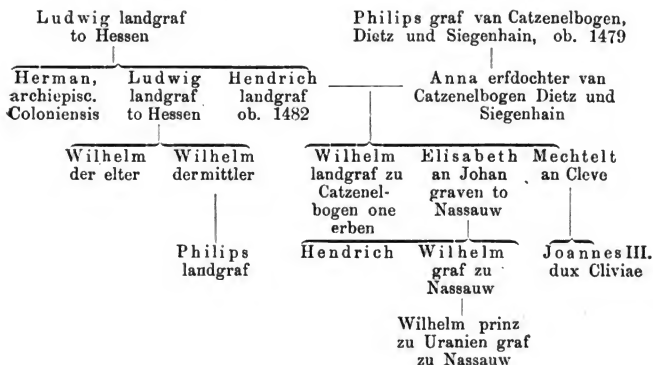 Ludwig landgraf
to Hessen
Philips graf van Catzenelbogen,
Dietz und Siegenhain, ob. 1479
Herman,
archiepisc.
Coloniensis
Ludwig
landgraf
to Hessen
Hendrich
landgraf
ob. 1482
Anna erfdochter van
Catzenelbogen Dietz und
Siegenhain
Wilhelm
der elter
Wilhelm
der mittler
Wilhelm
landgraf zu
Catzenel-
bogen one
erben
Elisabeth
an Johan
graven to
Nassauw
Mechtelt
an Cleve
Philips
landgraf
Hendrich
Wilhelm
graf zu
Nassauw
Joannes III.
dux Cliviae
Wilhelm prinz
zu Uranien graf
zu Nassauw